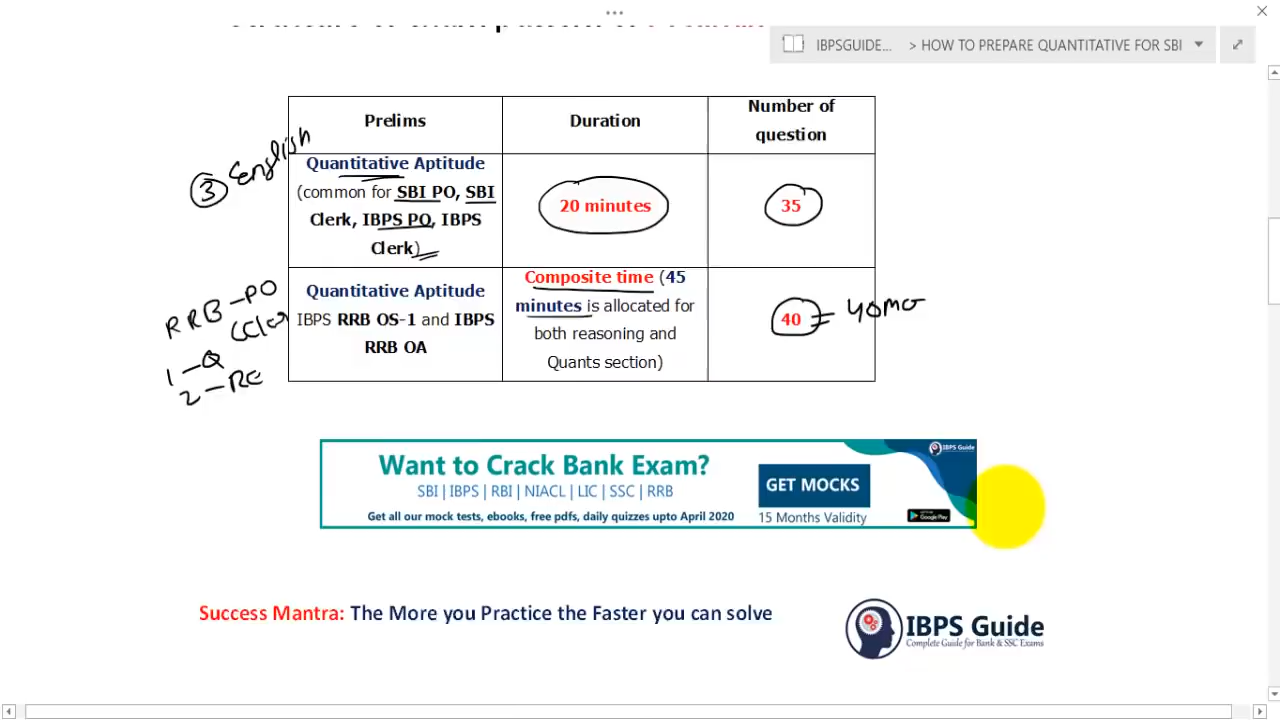 IBPSGUIDE... > HOW TO PREPARE QUANTITATIVE FOR SBI
Prelims
Duration
Number of
question
3 English
Quantitative Aptitude
(common for SBI PO, SBI
Clerk, IBPS PO, IBPS
Clerk)
20 minutes
35
RRB - PO
1 - Q
2 - RE
Quantitative Aptitude
IBPS RRB OS-1 and IBPS
RRB OA
Composite time (45
minutes is allocated for
both reasoning and
Quants section)
40 =
Want to Crack Bank Exam?
SBI | IBPS | RBI | NIACL | LIC | SSC | RRB
Get all our mock tests, ebooks, free pdfs, daily quizzes upto April 2020
GET MOCKS
15 Months Validity
IBPS Guide
Google Play
Success Mantra: The More you Practice the Faster you can solve
IBPS Guide
Complete Guide for Bank & SSC Exams